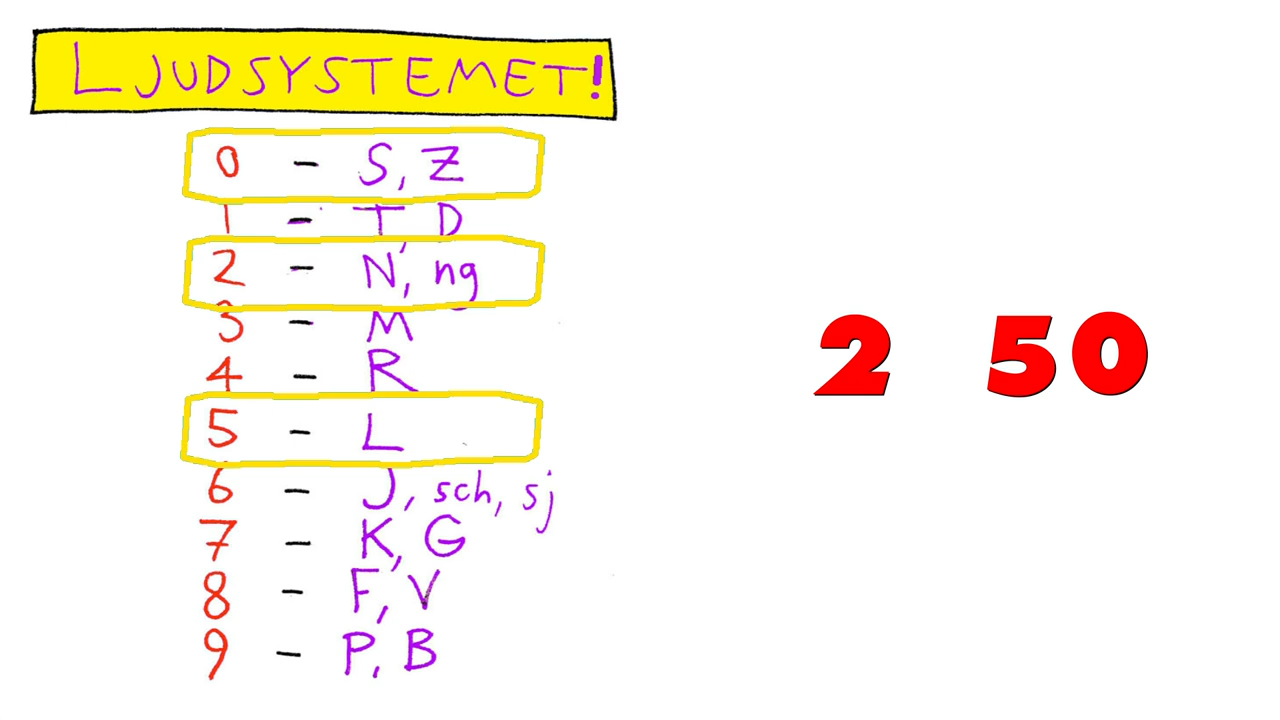 LJUDSYSTEMET!
0 - S, Z
1 - T, D
2 - N, ng
3 - M
4 - R
5 - L
6 - J, sch, sj
7 - K, G
8 - F, V
9 - P, B
2 50